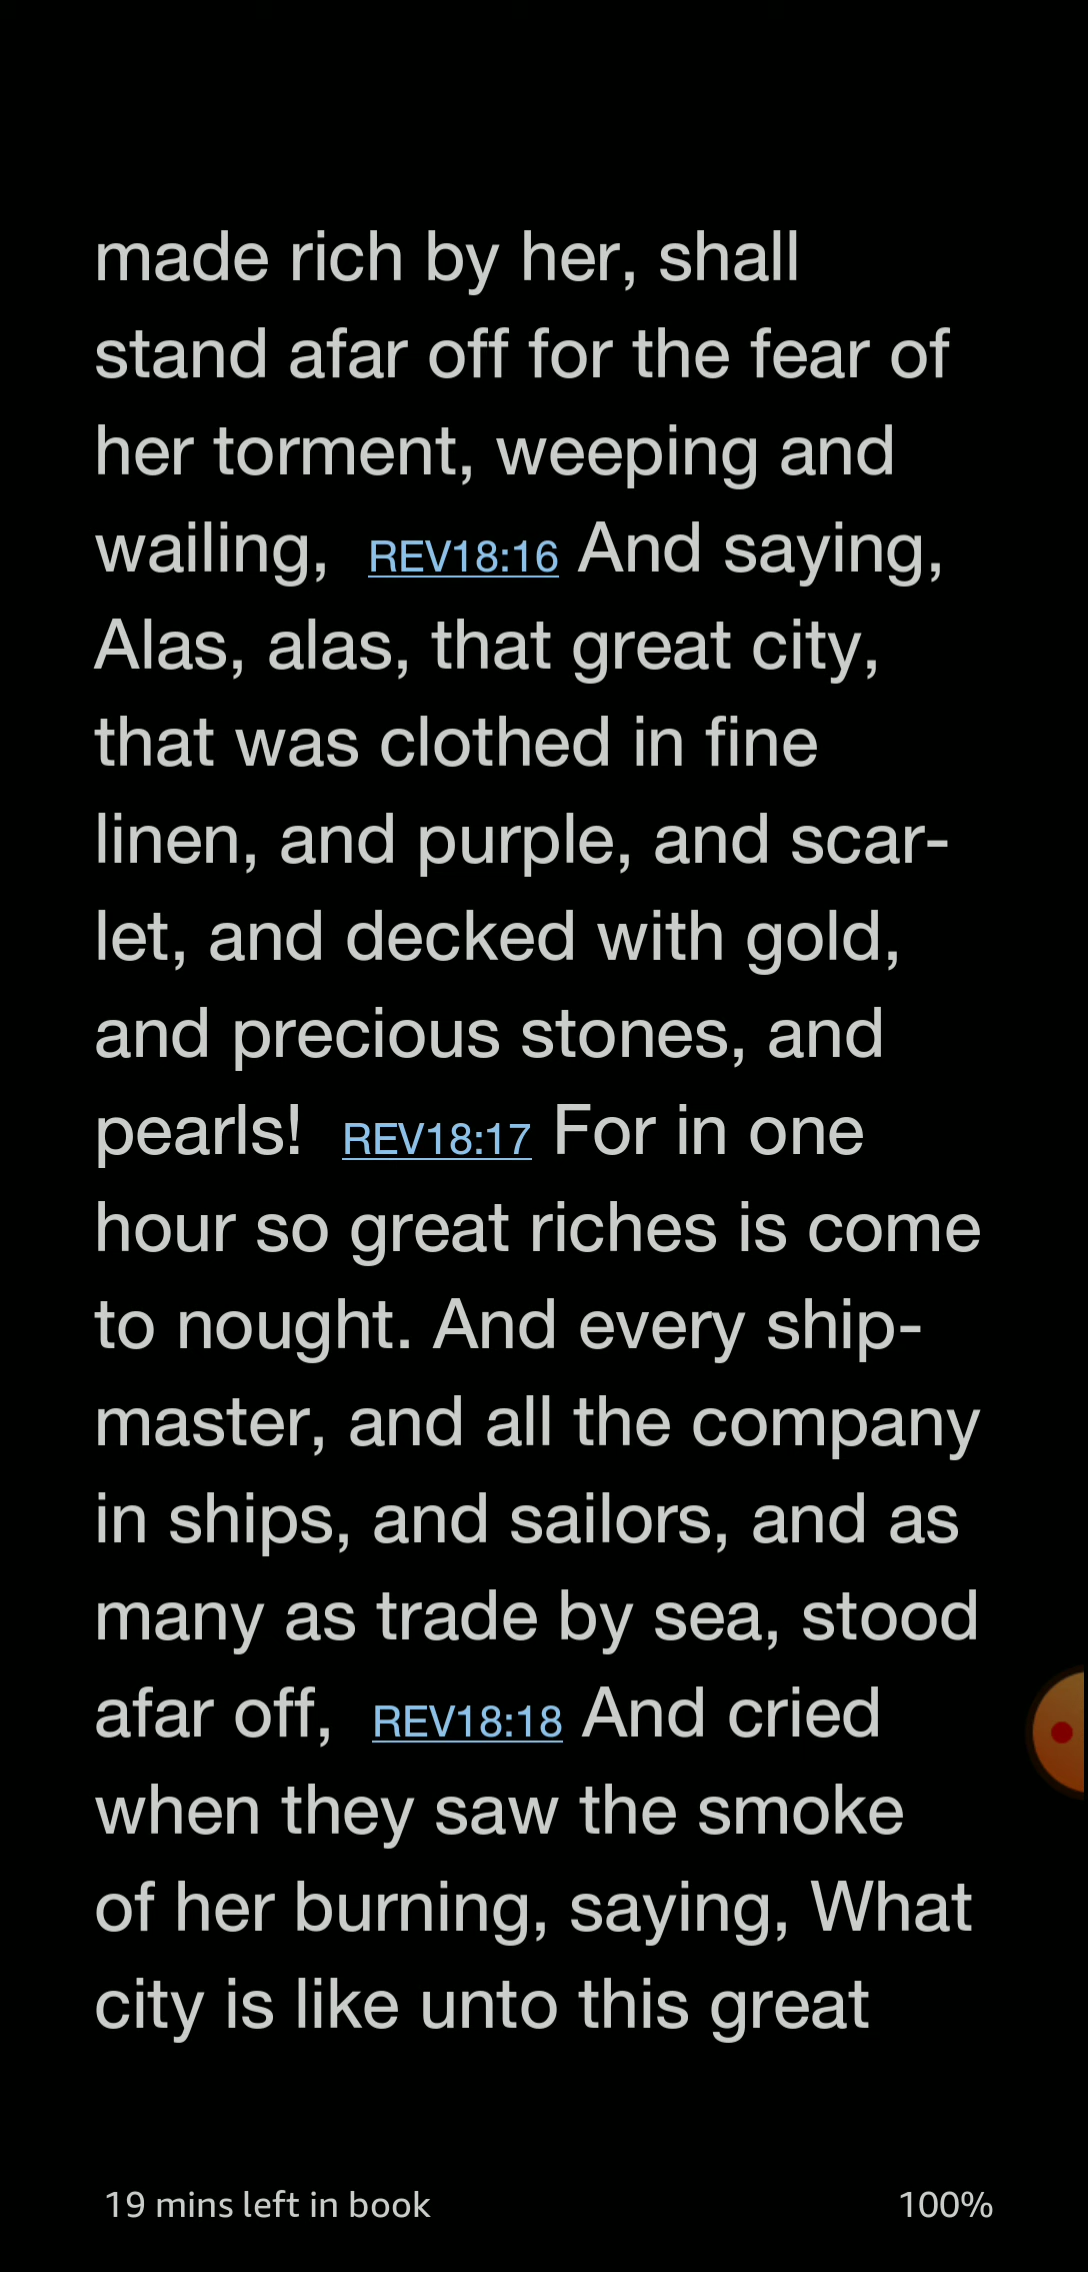 made rich by her, shall
stand afar off for the fear of
her torment, weeping and
wailing, REV18:16 And saying,
Alas, alas, that great city,
that was clothed in fine
linen, and purple, and scar-
let, and decked with gold,
and precious stones, and
pearls! REV18:17 For in one
hour so great riches is come
to nought. And every ship-
master, and all the company
in ships, and sailors, and as
many as trade by sea, stood
afar off, REV18:18 And cried
when they saw the smoke
of her burning, saying, What
city is like unto this great
19 mins left in book 100%